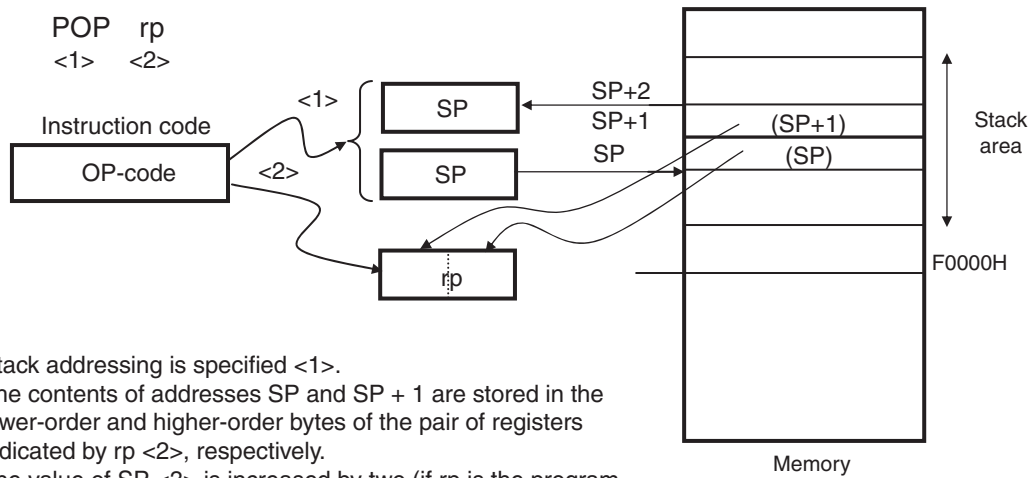 POP rp
<1> <2>
Instruction code
OP-code
<1>
<2>
SP
SP
rp
SP+2
SP+1
SP
(SP+1)
(SP)
Stack
area
F0000H
Memory
tack addressing is specified <1>.
he contents of addresses SP and SP + 1 are stored in the
wer-order and higher-order bytes of the pair of registers
dicated by rp <2>, respectively.